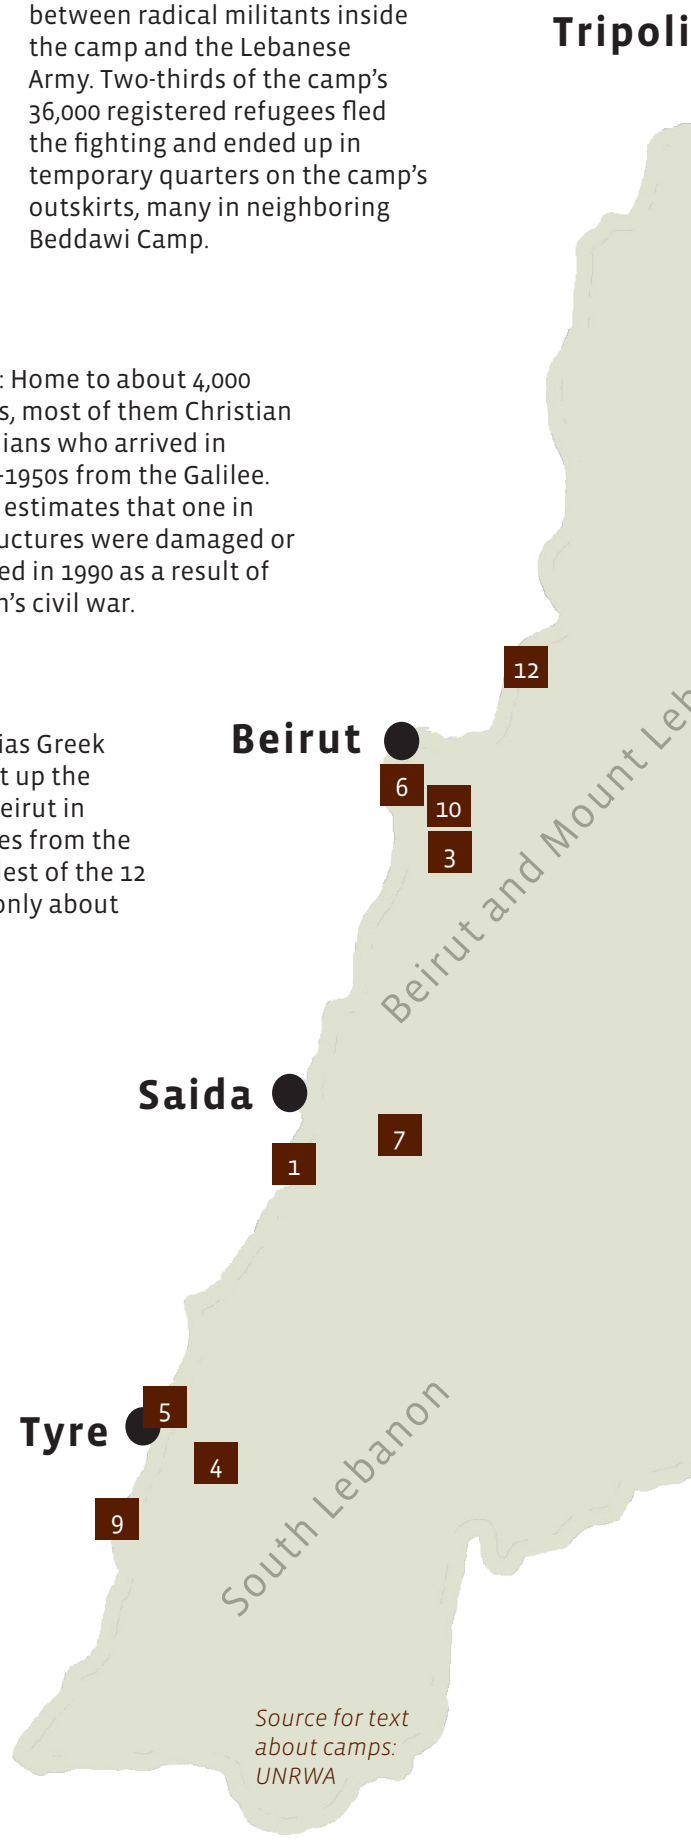 between radical militants inside
the camp and the Lebanese
Army. Two-thirds of the camp’s
36,000 registered refugees fled
the fighting and ended up in
temporary quarters on the camp’s
outskirts, many in neighboring
Beddawi Camp.
Tripoli
: Home to about 4,000
s, most of them Christian
ians who arrived in
-1950s from the Galilee.
estimates that one in
uctures were damaged or
ed in 1990 as a result of
n’s civil war.
12
Beirut
ias Greek
t up the
eirut in
es from the
lest of the 12
only about
6
10
3
Beirut and Mount Leb
Saida
7
1
5
Tyre
4
9
South Lebanon
Source for text
about camps:
UNRWA